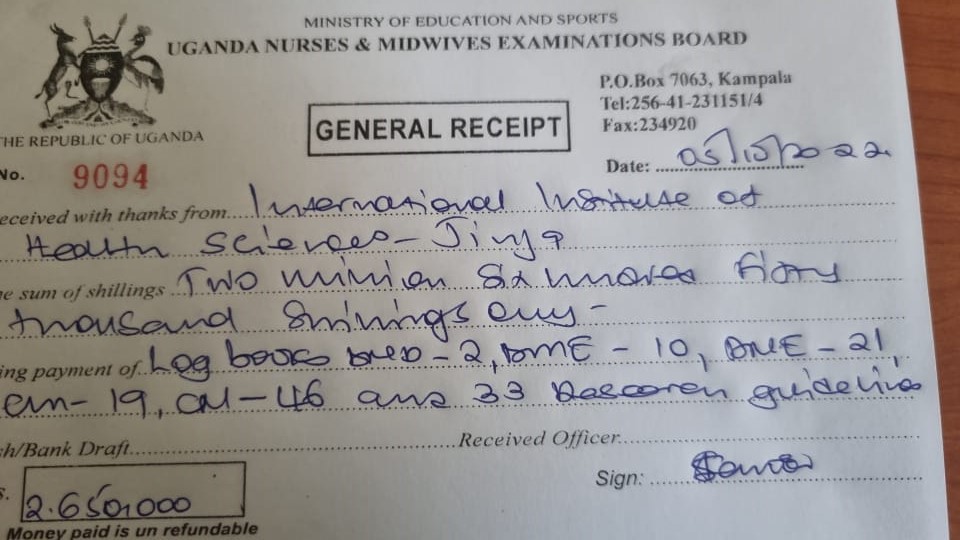 MINISTRY OF EDUCATION AND SPORTS
UGANDA NURSES & MIDWIVES EXAMINATIONS BOARD
P.O.Box 7063, Kampala
Tel:256-41-231151/4
Fax:234920
THE REPUBLIC OF UGANDA
GENERAL RECEIPT
No. 9094
Date: 05/10/2022
eceived with thanks from International Institute of
Health Sciences - Jinja
e sum of shillings Two million Six hundred fifty
thousand Shillings only -
ing payment of Log books - 2, DME - 10, DNE - 21,
- 19, CM - 46 and 33 Research guideline
sh/Bank Draft Received Officer
s. 2.650,000
Sign:
Money paid is un refundable